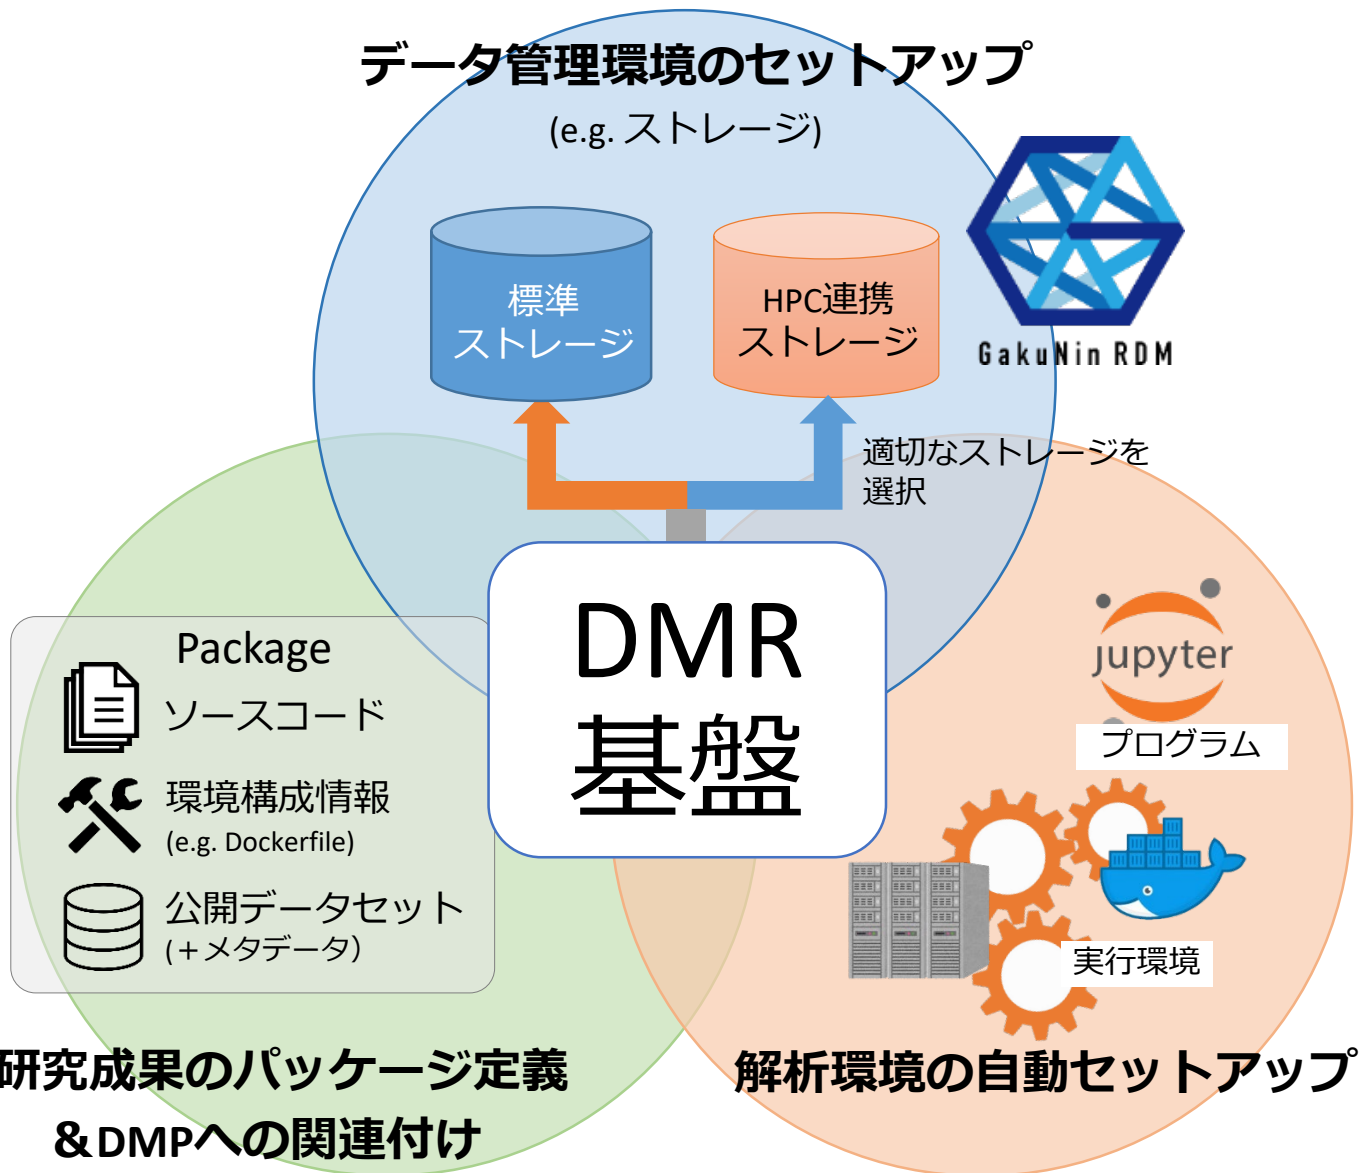 データ管理環境のセットアップ
(e.g. ストレージ)
標準
ストレージ
HPC連携
ストレージ
GakuNin RDM
適切なストレージを
選択
DMR
基盤
Package
ソースコード
環境構成情報
(e.g. Dockerfile)
公開データセット
(＋メタデータ）
jupyter
プログラム
実行環境
研究成果のパッケージ定義
＆DMPへの関連付け
解析環境の自動セットアップ